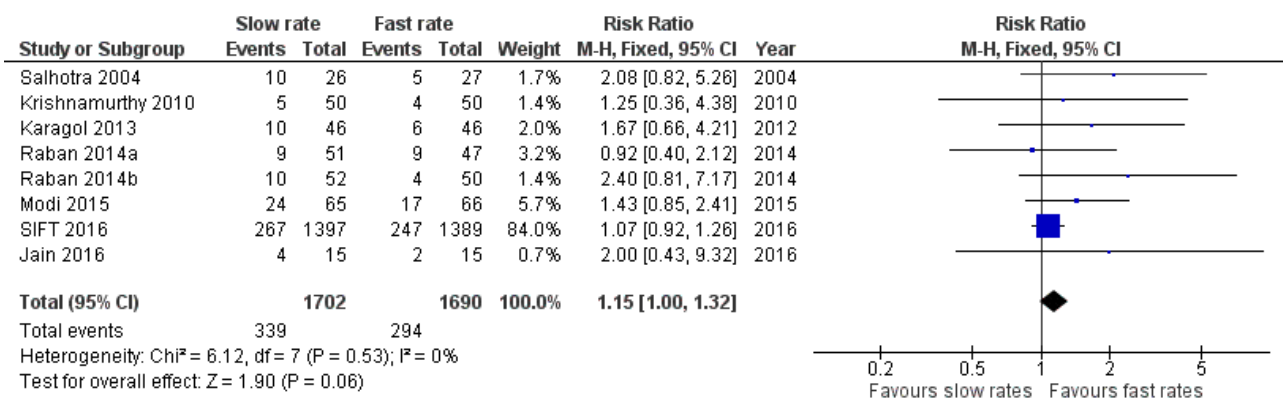 Slow rate Fast rate Risk Ratio Risk Ratio
Study or Subgroup Events Total Events Total Weight M-H, Fixed, 95% CI Year M-H, Fixed, 95% CI
Salhotra 2004 10 26 5 27 1.7% 2.08 [0.82, 5.26] 2004
Krishnamurthy 2010 5 50 4 50 1.4% 1.25 [0.36, 4.38] 2010
Karagol 2013 10 46 6 46 2.0% 1.67 [0.66, 4.21] 2012
Raban 2014a 9 51 9 47 3.2% 0.92 [0.40, 2.12] 2014
Raban 2014b 10 52 4 50 1.4% 2.40 [0.81, 7.17] 2014
Modi 2015 24 65 17 66 5.7% 1.43 [0.85, 2.41] 2015
SIFT 2016 267 1397 247 1389 84.0% 1.07 [0.92, 1.26] 2016
Jain 2016 4 15 2 15 0.7% 2.00 [0.43, 9.32] 2016
Total (95% CI) 1702 1690 100.0% 1.15 [1.00, 1.32]
Total events 339 294
Heterogeneity: Chi² = 6.12, df = 7 (P = 0.53); I² = 0%
Test for overall effect: Z = 1.90 (P = 0.06)
0.2 0.5 1 2 5
Favours slow rates Favours fast rates